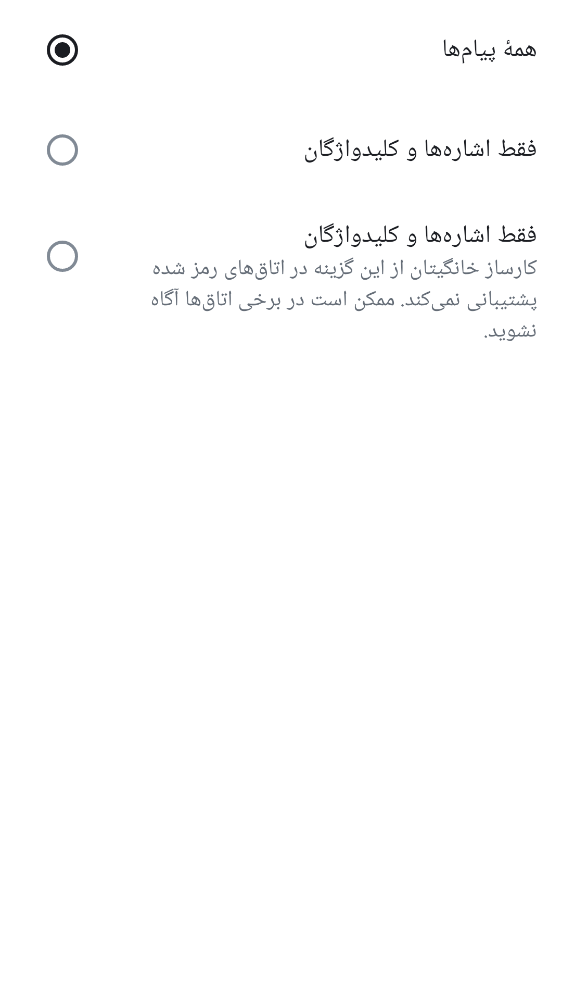 همهٔ پیام‌ها
فقط اشاره‌ها و کلیدواژگان
فقط اشاره‌ها و کلیدواژگان
کارساز خانگیتان از این گزینه در اتاق‌های رمز شده
پشتیبانی نمی‌کند. ممکن است در برخی اتاق‌ها آگاه
نشوید.